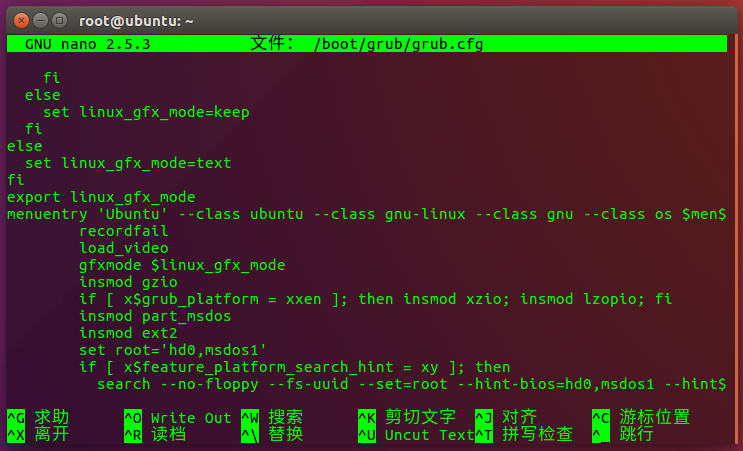 root@ubuntu: ~
GNU nano 2.5.3 文件: /boot/grub/grub.cfg
    fi
  else
    set linux_gfx_mode=keep
  fi
else
  set linux_gfx_mode=text
fi
export linux_gfx_mode
menuentry 'Ubuntu' --class ubuntu --class gnu-linux --class gnu --class os $men$
        recordfail
        load_video
        gfxmode $linux_gfx_mode
        insmod gzio
        if [ x$grub_platform = xxen ]; then insmod xzio; insmod lzopio; fi
        insmod part_msdos
        insmod ext2
        set root='hd0,msdos1'
        if [ x$feature_platform_search_hint = xy ]; then
          search --no-floppy --fs-uuid --set=root --hint-bios=hd0,msdos1 --hint$
^G 求助 ^O Write Out ^W 搜索 ^K 剪切文字 ^J 对齐 ^C 游标位置
^X 离开 ^R 读档 ^\ 替换 ^U Uncut Text ^T 拼写检查 ^_ 跳行